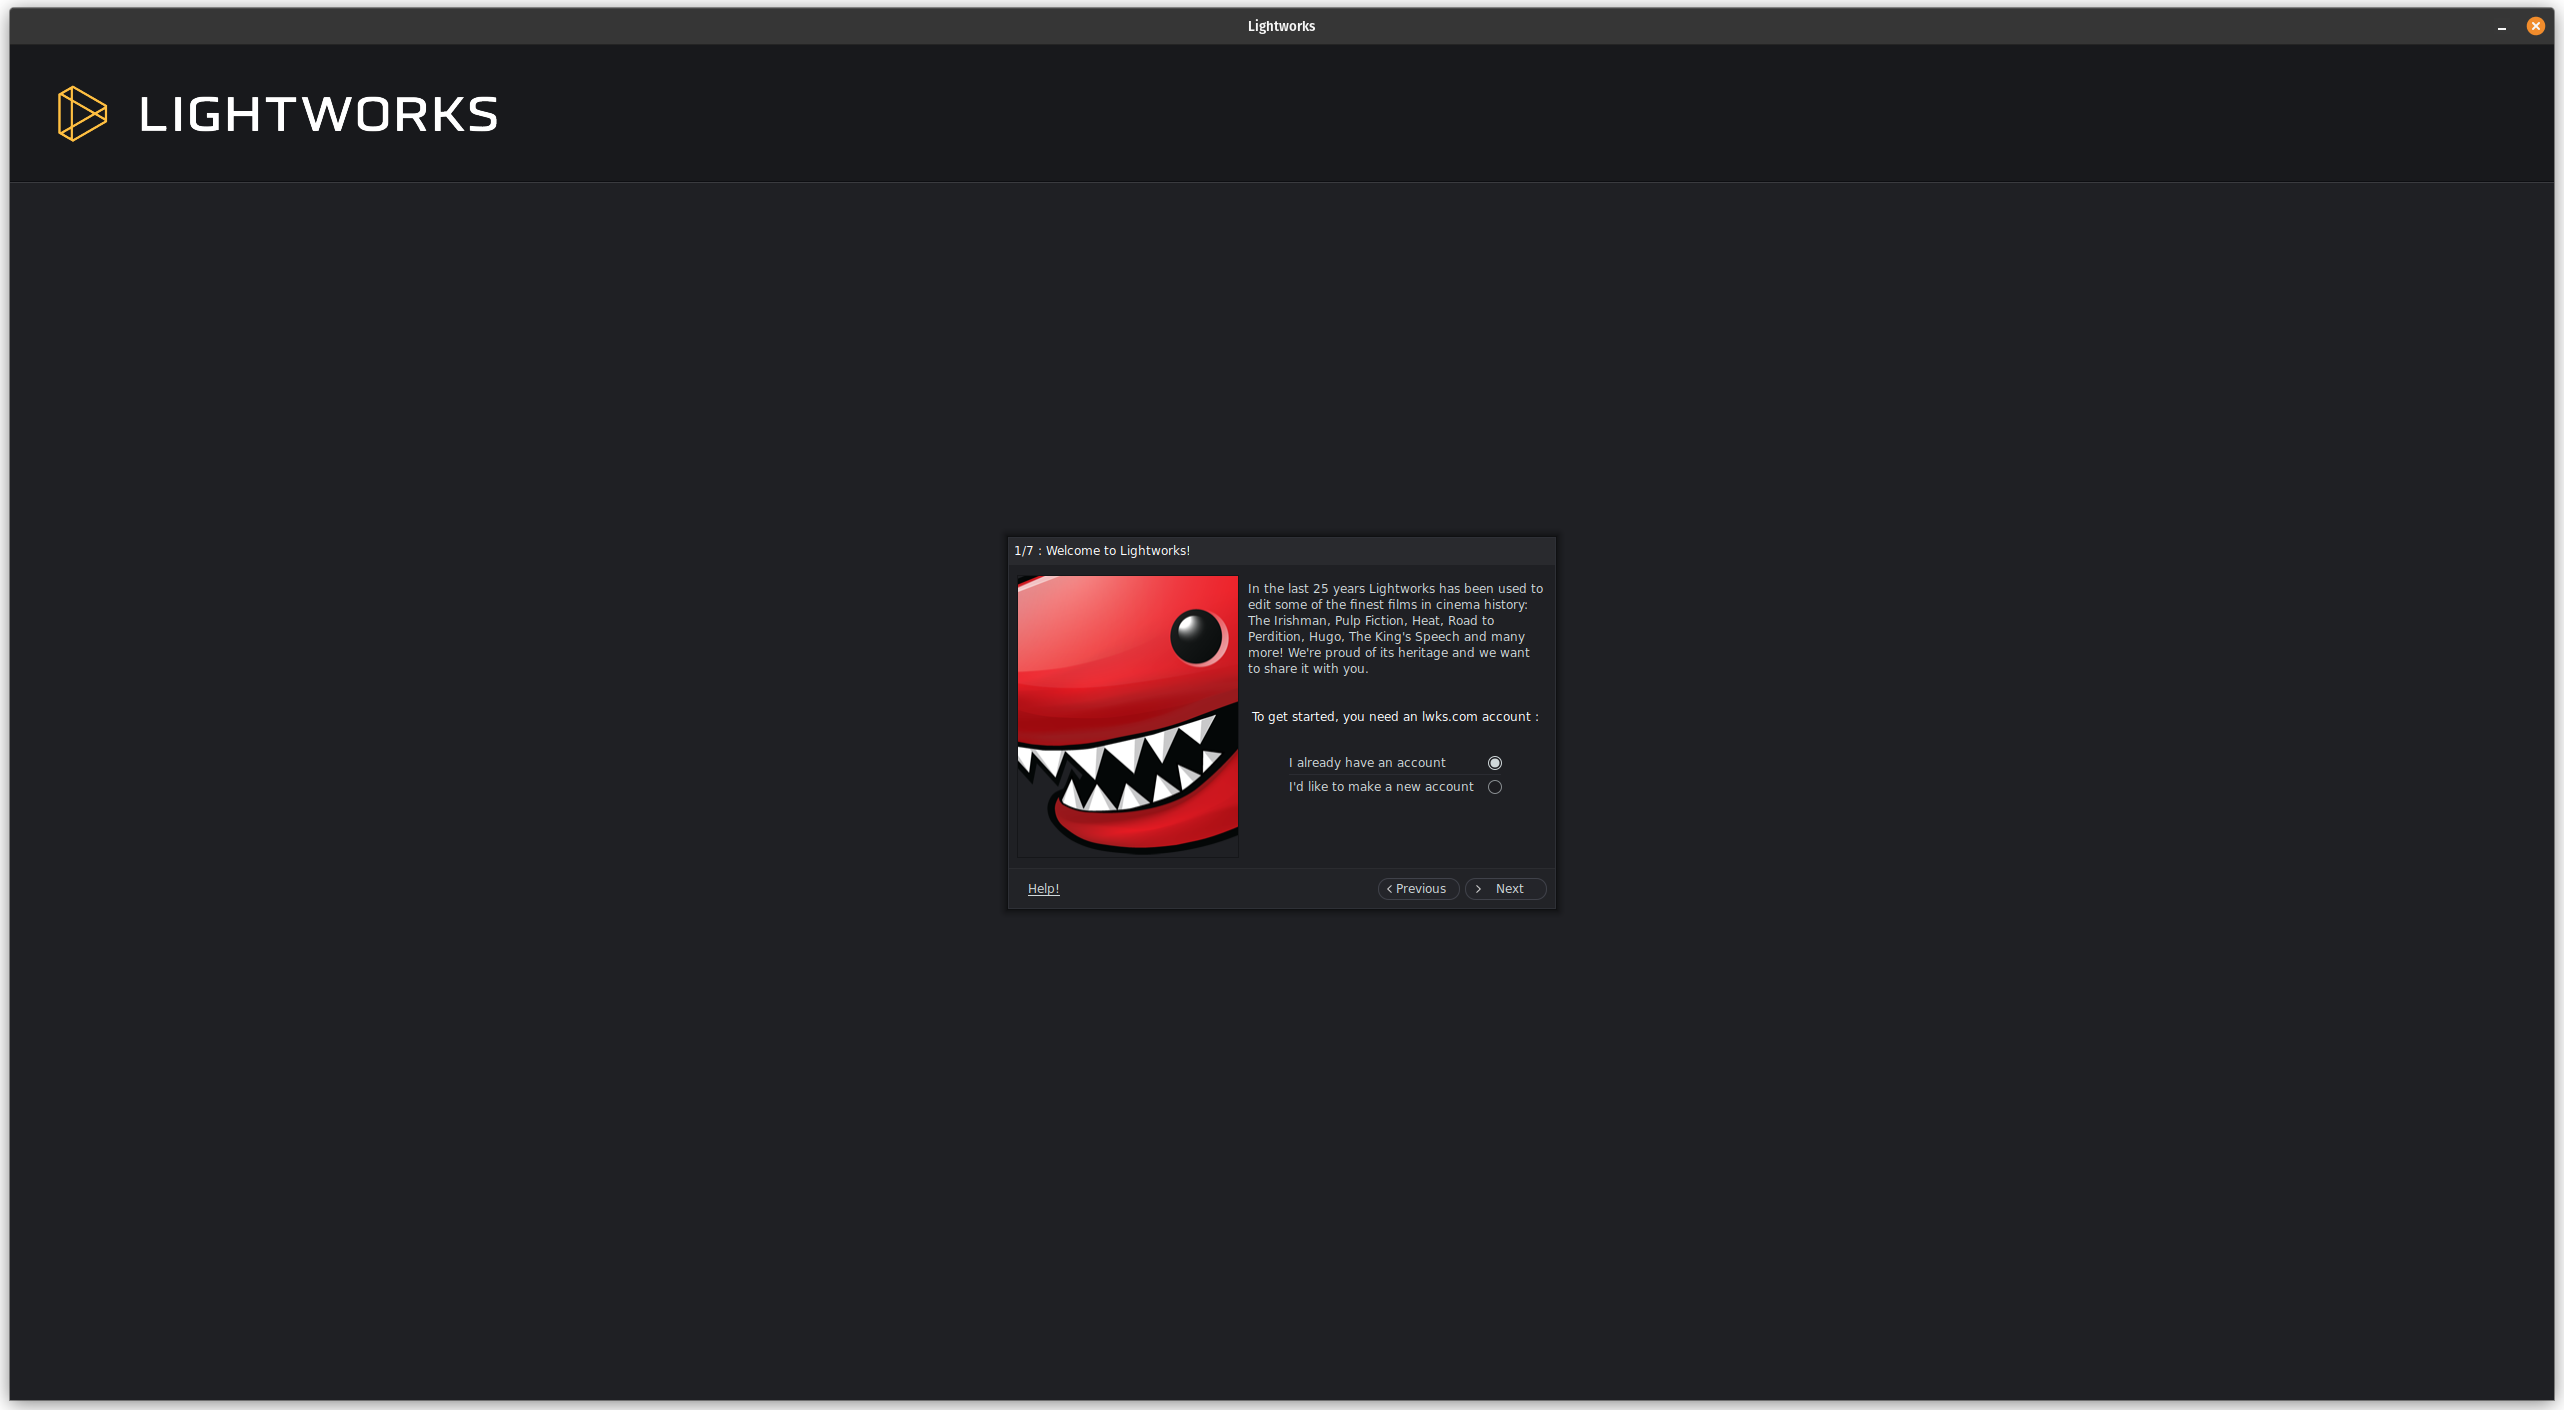 Lightworks
LIGHTWORKS
1/7 : Welcome to Lightworks!
In the last 25 years Lightworks has been used to
edit some of the finest films in cinema history:
The Irishman, Pulp Fiction, Heat, Road to
Perdition, Hugo, The King's Speech and many
more! We're proud of its heritage and we want
to share it with you.
To get started, you need an lwks.com account :
I already have an account
I'd like to make a new account
Help!
Previous
Next